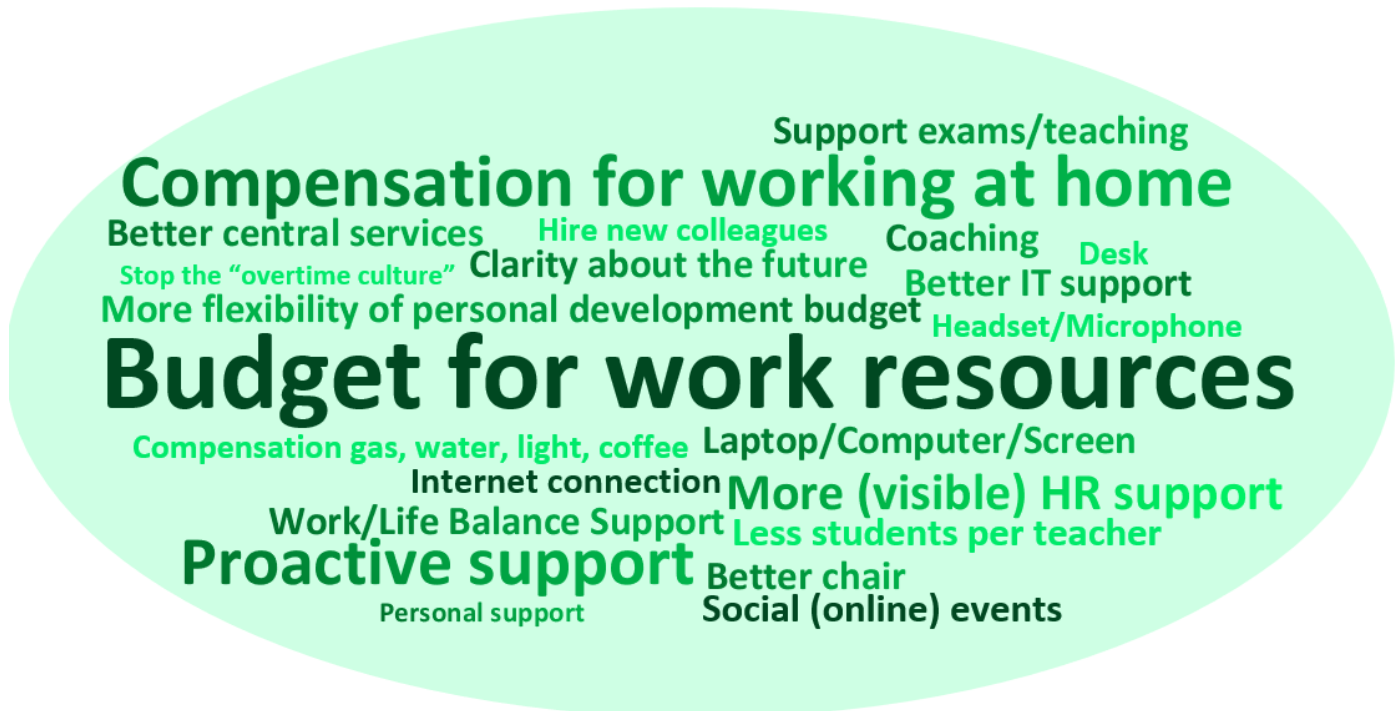 Support exams/teaching
Compensation for working at home
Better central services
Hire new colleagues
Coaching
Desk
Stop the “overtime culture”
Clarity about the future
Better IT support
More flexibility of personal development budget
Headset/Microphone
Budget for work resources
Compensation gas, water, light, coffee
Laptop/Computer/Screen
Internet connection
More (visible) HR support
Work/Life Balance Support
Less students per teacher
Proactive support
Better chair
Personal support
Social (online) events